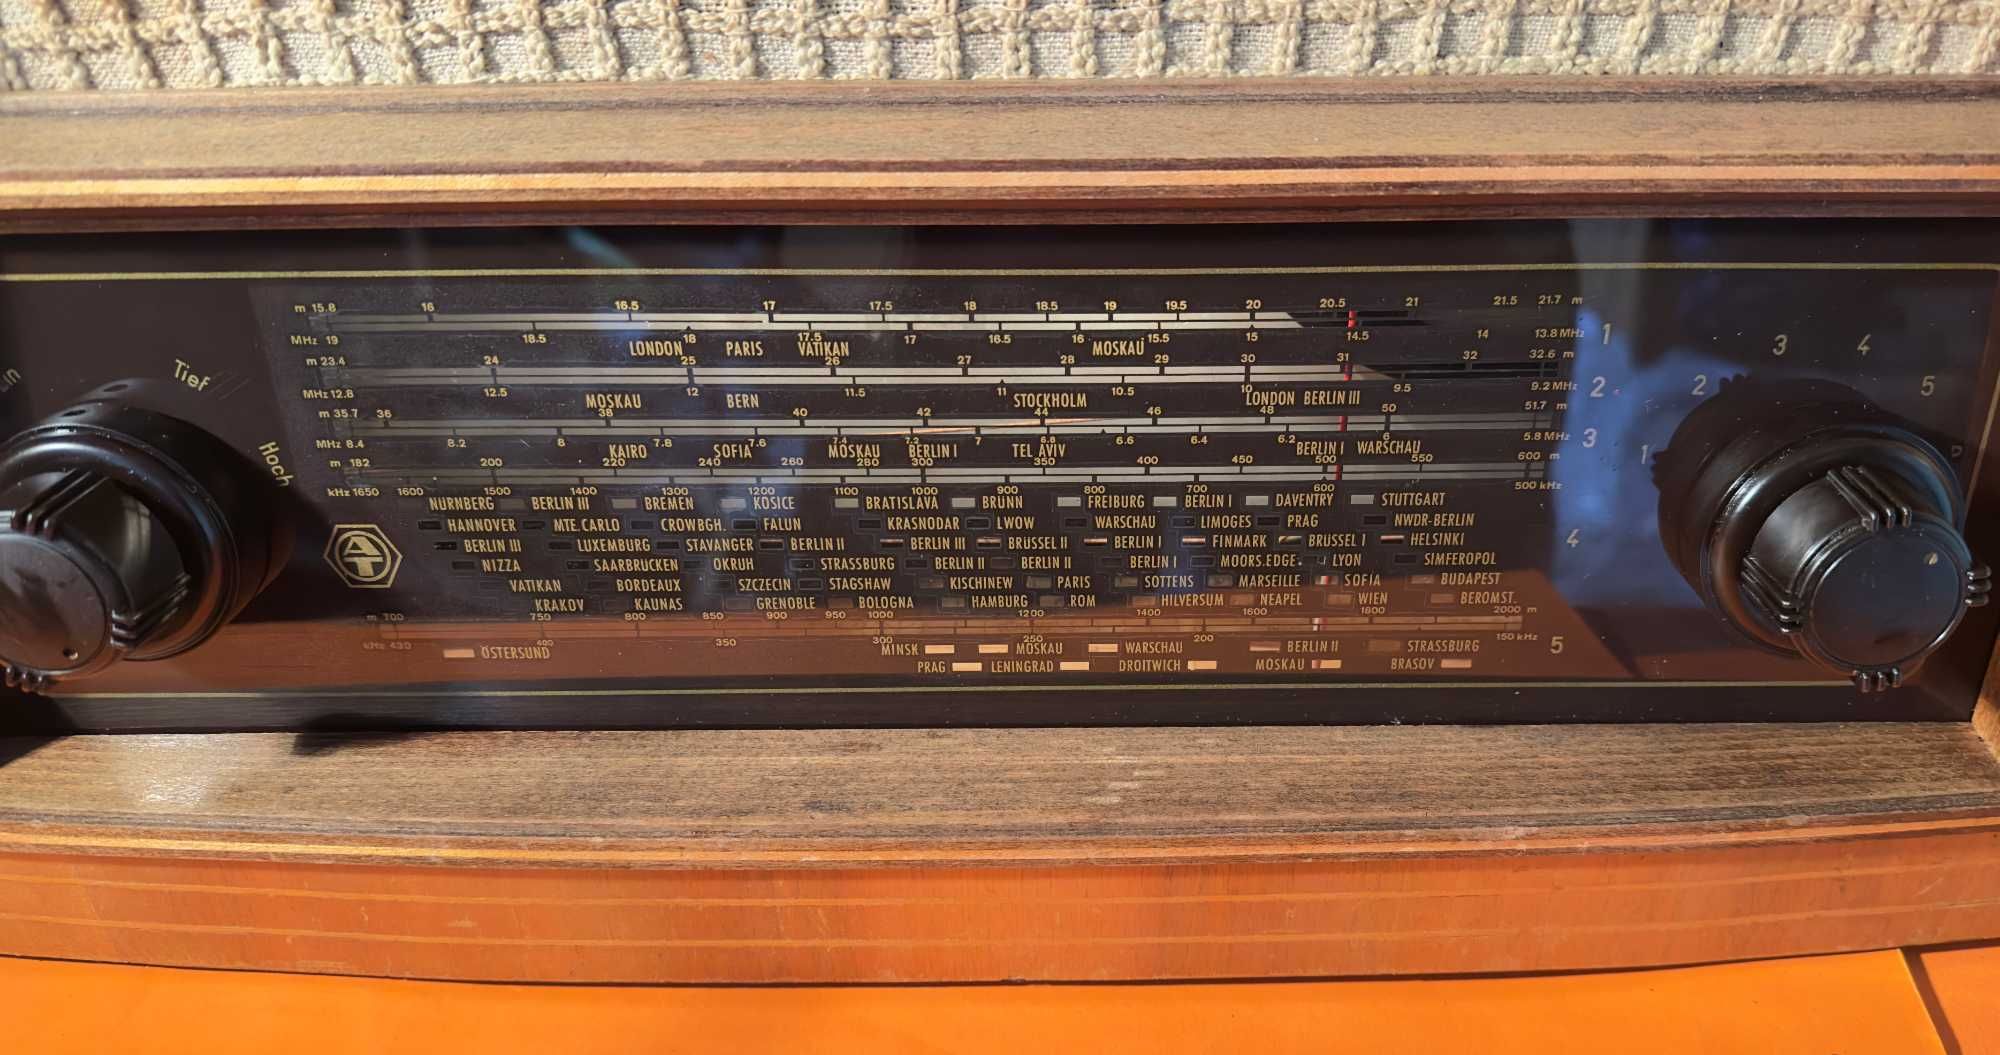 m 15.8 16 16.5 17 17.5 18 18.5 19 19.5 20 20.5 21 21.5 21.7 m
MHz 19 18.5 18 17.5 17 16.5 16 15.5 15 14.5 14 13.8 MHz 1
LONDON PARIS VATIKAN MOSKAU
m 23.4 24 25 26 27 28 29 30 31 32 32.6 m
MHz 12.8 12.5 12 11.5 11 10.5 10 9.5 9.2 MHz 2
MOSKAU BERN STOCKHOLM LONDON BERLIN III
m 35.7 36 38 40 42 44 46 48 50 51.7 m
MHz 8.4 8.2 8 7.8 7.6 7.4 7.2 7 6.8 6.6 6.4 6.2 6 5.8 MHz 3
KAIRO SOFIA MOSKAU BERLIN I TEL AVIV BERLIN I WARSCHAU
m 182 200 220 240 260 280 300 350 400 450 500 550 600 m
kHz 1650 1600 1500 1400 1300 1200 1100 1000 900 800 700 600 500 kHz
NÜRNBERG BERLIN III BREMEN KOSICE BRATISLAVA BRÜNN FREIBURG BERLIN I DAVENTRY STUTTGART
HANNOVER MTE.CARLO CROWBGH. FALUN KRASNODAR LWOW WARSCHAU LIMOGES PRAG NWDR-BERLIN
BERLIN III LUXEMBURG STAVANGER BERLIN II BERLIN III BRÜSSEL II BERLIN I FINMARK BRÜSSEL I HELSINKI 4
NIZZA SAARBRÜCKEN OKRUH STRASSBURG BERLIN II BERLIN II BERLIN I MOORS.EDGE. LYON SIMFEROPOL
VATIKAN BORDEAUX SZCZECIN STAGSHAW KISCHINEW PARIS SOTTENS MARSEILLE SOFIA BUDAPEST
KRAKOV KAUNAS GRENOBLE BOLOGNA HAMBURG ROM HILVERSUM NEAPEL WIEN BEROMST.
m 700 750 800 850 900 950 1000 1200 1400 1600 1800 2000 m
kHz 430 400 350 300 250 200 150 kHz
ÖSTERSUND MINSK MOSKAU WARSCHAU BERLIN II STRASSBURG 5
PRAG LENINGRAD DROITWICH MOSKAU BRASOV
Tief
Hoch
1 2 3 4 5